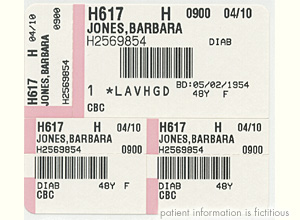 04/10 0900
H617 H
JONES, BARBARA
H2569854
H617 H 0900 04/10
JONES,BARBARA
H2569854 DIAB
BD:05/02/1954
1 *LAVHGD 48Y F
CBC
H617 H 04/10
JONES,BARBARA
H2569854 0900
DIAB 48Y F
CBC
H617 H 04/10
JONES,BARBARA
H2569854 0900
DIAB 48Y F
CBC
patient information is fictitious